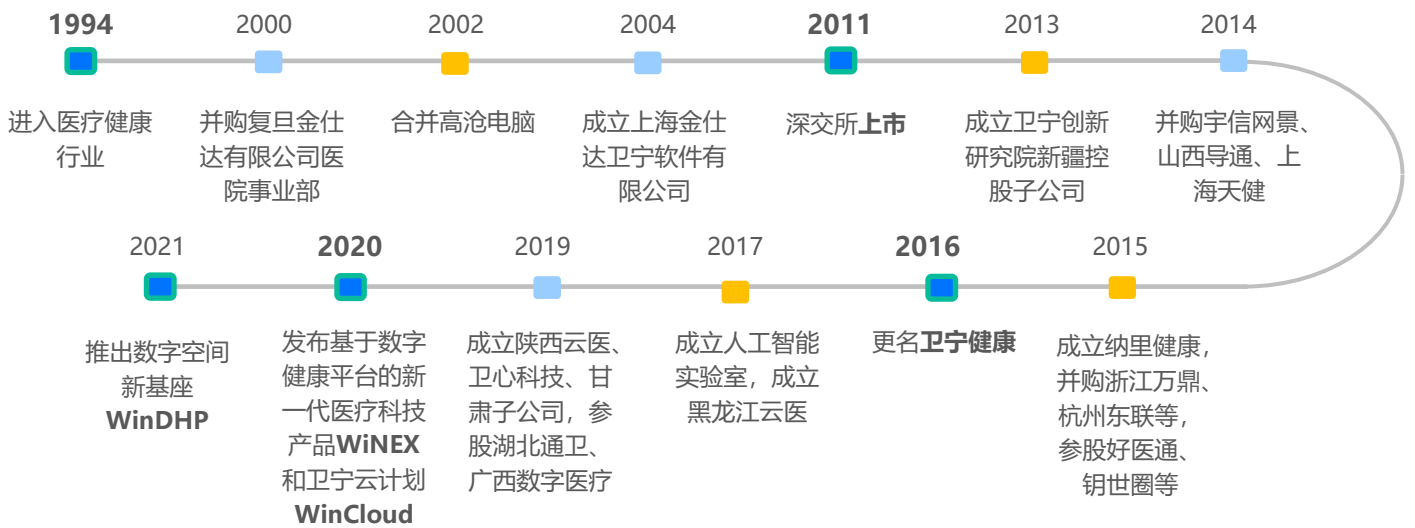 1994
进入医疗健康
行业
2000
并购复旦金仕
达有限公司医
院事业部
2002
合并高沧电脑
2004
成立上海金仕
达卫宁软件有
限公司
2011
深交所上市
2013
成立卫宁创新
研究院新疆控
股子公司
2014
并购宇信网景、
山西导通、上
海天健
2015
成立纳里健康，
并购浙江万鼎、
杭州东联等，
参股好医通、
钥世圈等
2016
更名卫宁健康
2017
成立人工智能
实验室，成立
黑龙江云医
2019
成立陕西云医、
卫心科技、甘
肃子公司，参
股湖北通卫、
广西数字医疗
2020
发布基于数字
健康平台的新
一代医疗科技
产品WiNEX
和卫宁云计划
WinCloud
2021
推出数字空间
新基座
WinDHP